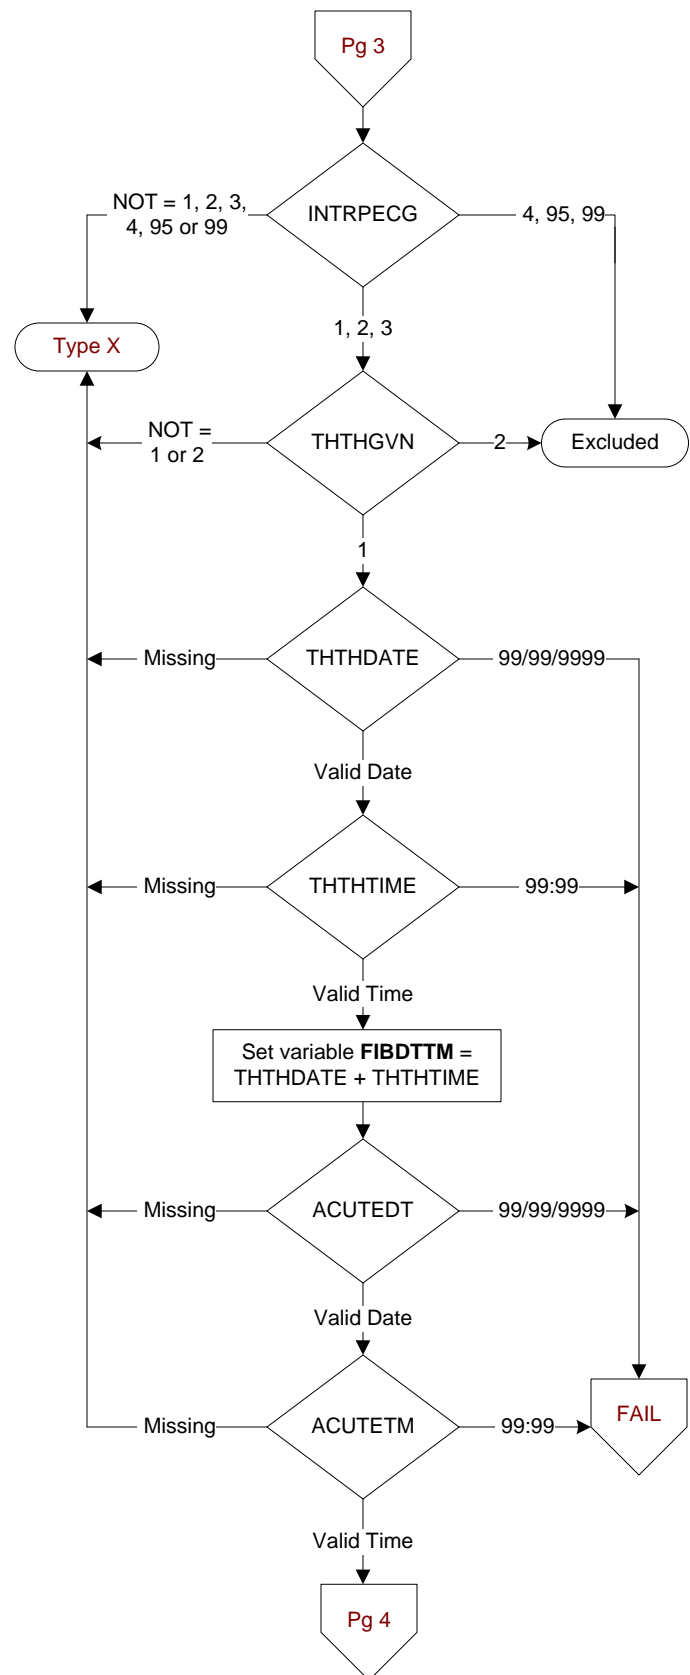 Pg 3
NOT = 1, 2, 3,
4, 95 or 99
INTRPECG
4, 95, 99
1, 2, 3
Type X
NOT =
1 or 2
THTHGVN
2
Excluded
1
Missing
THTHDATE
99/99/9999
Valid Date
Missing
THTHTIME
99:99
Valid Time
Set variable FIBDTTM =
THTHDATE + THTHTIME
Missing
ACUTEDT
99/99/9999
Valid Date
Missing
ACUTETM
99:99
FAIL
Valid Time
Pg 4